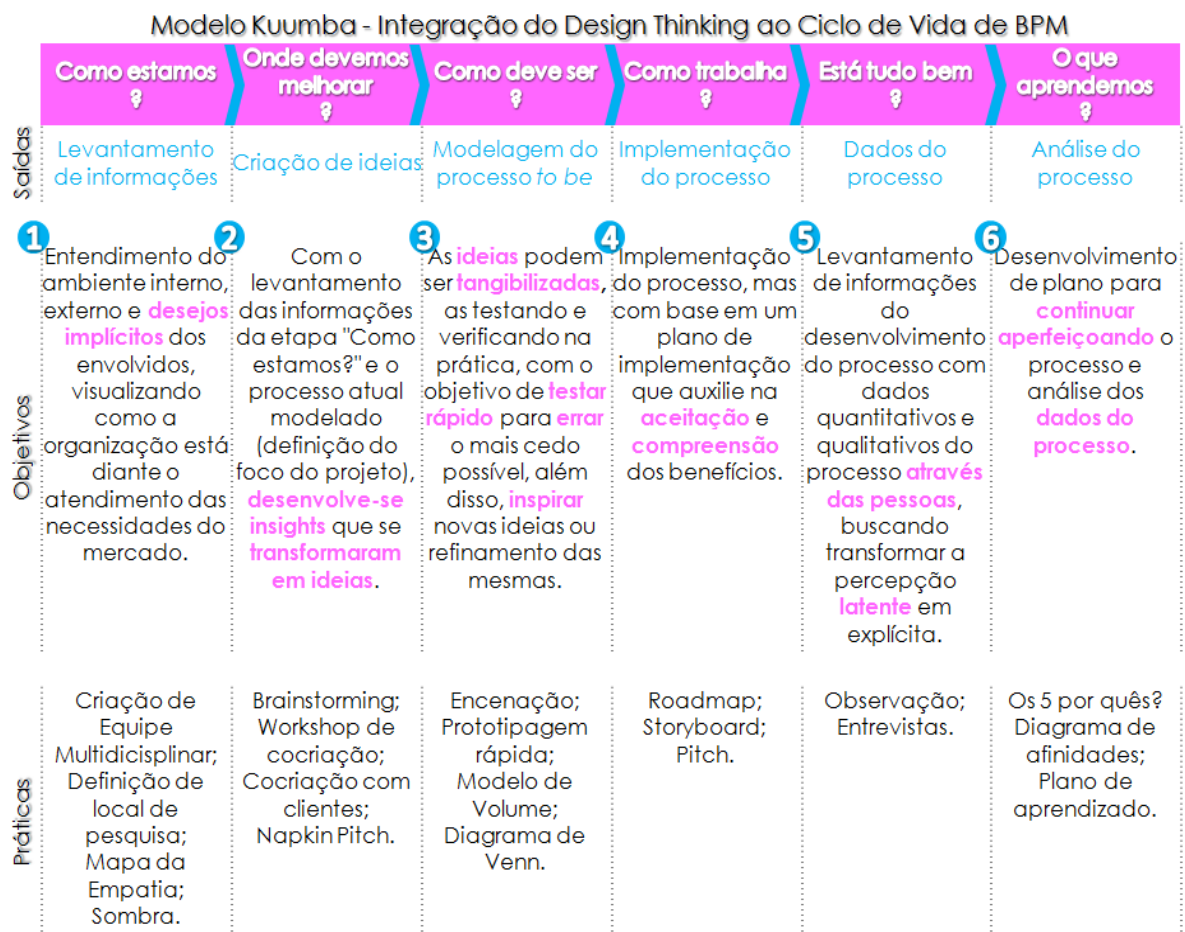 Modelo Kuumba - Integração do Design Thinking ao Ciclo de Vida de BPM
Como estamos
?
Onde devemos
melhorar
?
Como deve ser
?
Como trabalha
?
Está tudo bem
?
O que
aprendemos
?
Saídas
Levantamento
de informações
Criação de ideias
Modelagem do
processo to be
Implementação
do processo
Dados do
processo
Análise do
processo
Objetivos
1
Entendimento do
ambiente interno,
externo e desejos
implícitos dos
envolvidos,
visualizando
como a
organização está
diante o
atendimento das
necessidades do
mercado.
2
Com o
levantamento
das informações
da etapa "Como
estamos?" e o
processo atual
modelado
(definição do
foco do projeto),
desenvolve-se
insights que se
transformaram
em ideias.
3
As ideias podem
ser tangibilizadas,
as testando e
verificando na
prática, com o
objetivo de testar
rápido para errar
o mais cedo
possível, além
disso, inspirar
novas ideias ou
refinamento das
mesmas.
4
Implementação
do processo, mas
com base em um
plano de
implementação
que auxilie na
aceitação e
compreensão
dos benefícios.
5
Levantamento
de informações
do
desenvolvimento
do processo com
dados
quantitativos e
qualitativos do
processo através
das pessoas,
buscando
transformar a
percepção
latente em
explícita.
6
Desenvolvimento
de plano para
continuar
aperfeiçoando o
processo e
análise dos
dados do
processo.
Práticas
Criação de
Equipe
Multidicisplinar;
Definição de
local de
pesquisa;
Mapa da
Empatia;
Sombra.
Brainstorming;
Workshop de
cocriação;
Cocriação com
clientes;
Napkin Pitch.
Encenação;
Prototipagem
rápida;
Modelo de
Volume;
Diagrama de
Venn.
Roadmap;
Storyboard;
Pitch.
Observação;
Entrevistas.
Os 5 por quês?
Diagrama de
afinidades;
Plano de
aprendizado.